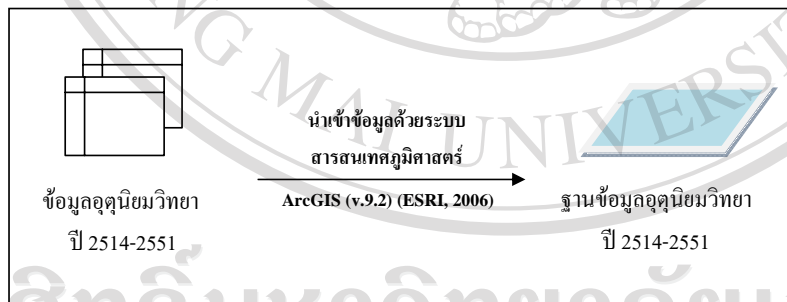 นำเข้าข้อมูลด้วยระบบ
สารสนเทศภูมิศาสตร์
ArcGIS (v.9.2) (ESRI, 2006)
ข้อมูลอุตุนิยมวิทยา
ปี 2514-2551
ฐานข้อมูลอุตุนิยมวิทยา
ปี 2514-2551
NG MAI UNIVERSI